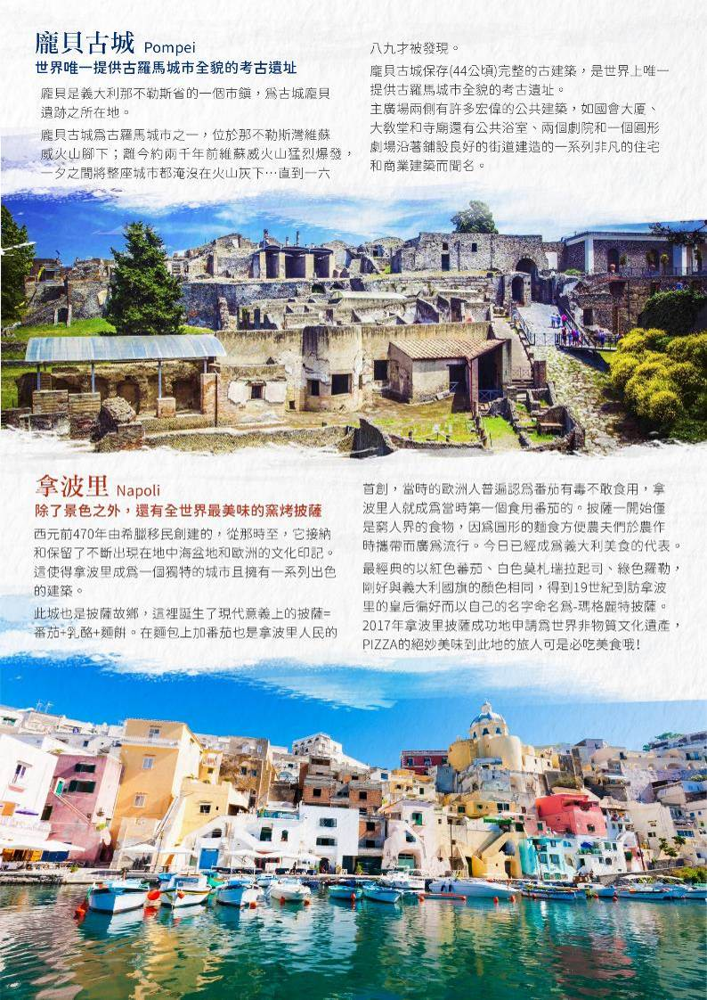 龐貝古城 Pompei
世界唯一提供古羅馬城市全貌的考古遺址
龐貝是義大利那不勒斯省的一個市鎮，為古城龐貝
遺跡之所在地。
龐貝古城為古羅馬城市之一，位於那不勒斯灣維蘇
威火山腳下；離今約兩千年前維蘇威火山猛烈爆發，
一夕之間將整座城市都淹沒在火山灰下…直到一六
八九才被發現。
龐貝古城保存(44公頃)完整的古建築，是世界上唯一
提供古羅馬城市全貌的考古遺址。
主廣場兩側有許多宏偉的公共建築，如國會大厦、
大教堂和寺廟還有公共浴室、兩個劇院和一個圓形
劇場沿著鋪設良好的街道建造的一系列非凡的住宅
和商業建築而聞名。
拿波里 Napoli
除了景色之外，還有全世界最美味的窯烤披薩
西元前470年由希臘移民創建的，從那時至，它接納
和保留了不斷出現在地中海盆地和歐洲的文化印記。
這使得拿波里成為一個獨特的城市且擁有一系列出色
的建築。
此城也是披薩故鄉，這裡誕生了現代意義上的披薩=
番茄+乳酪+麵餅。在麵包上加番茄也是拿波里人民的
首創，當時的歐洲人普遍認為番茄有毒不敢食用，拿
波里人就成為當時第一個食用番茄的。披薩一開始僅
是窮人界的食物，因為圓形的麵食方便農夫們於農作
時攜帶而廣為流行。今日已經成為義大利美食的代表。
最經典的以紅色蕃茄、白色莫札瑞拉起司、綠色羅勒，
剛好與義大利國旗的顏色相同，得到19世紀到訪拿波
里的皇后偏好而以自己的名字命名為-瑪格麗特披薩。
2017年拿波里披薩成功地申請為世界非物質文化遺產，
PIZZA的絕妙美味到此地的旅人可是必吃美食哦!